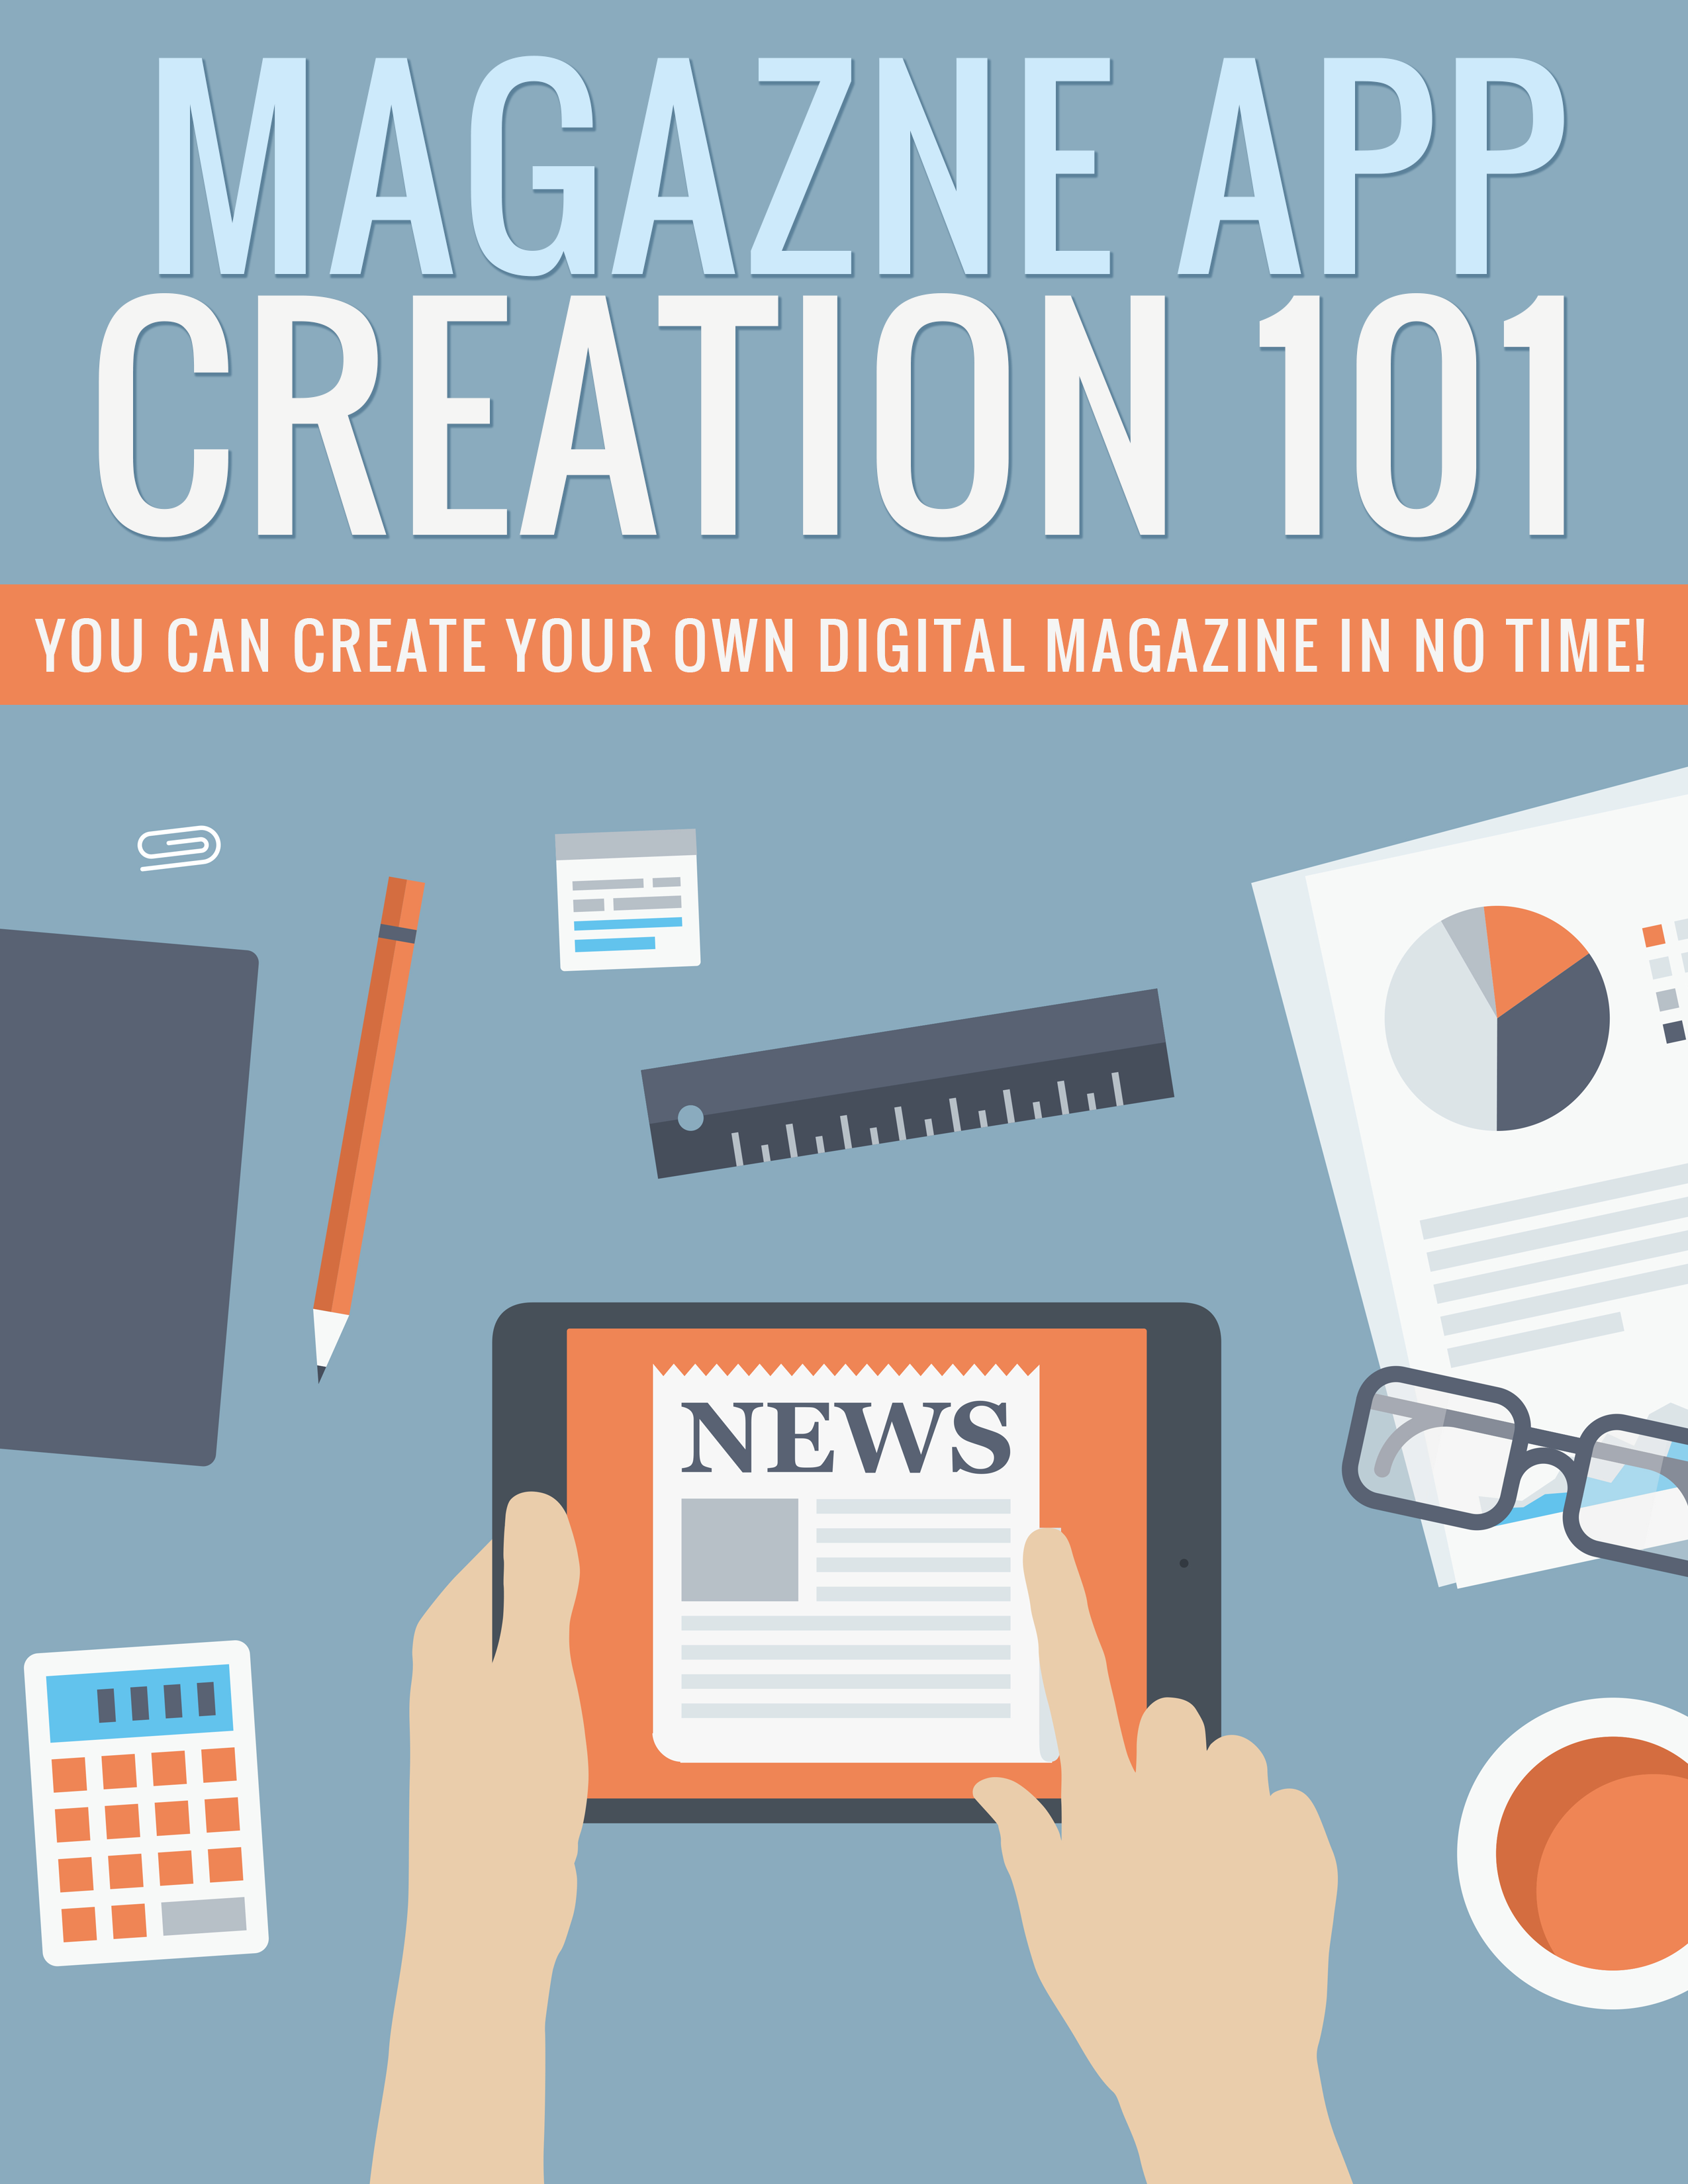 MAGAZNE APP
CREATION 101
YOU CAN CREATE YOUR OWN DIGITAL MAGAZINE IN NO TIME!
NEWS